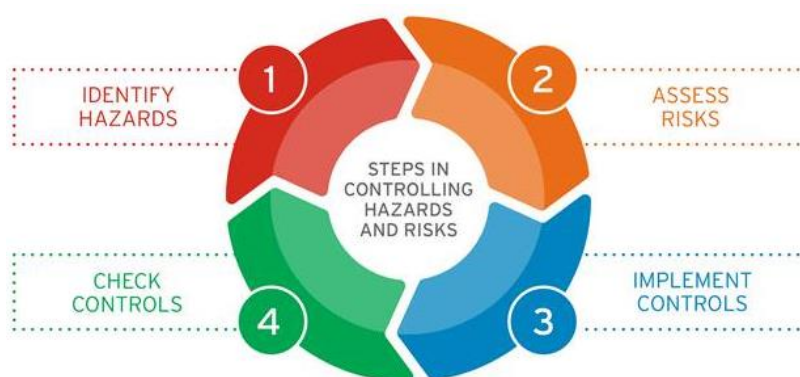 1
IDENTIFY
HAZARDS
2
ASSESS
RISKS
STEPS IN
CONTROLLING
HAZARDS
AND RISKS
3
IMPLEMENT
CONTROLS
4
CHECK
CONTROLS